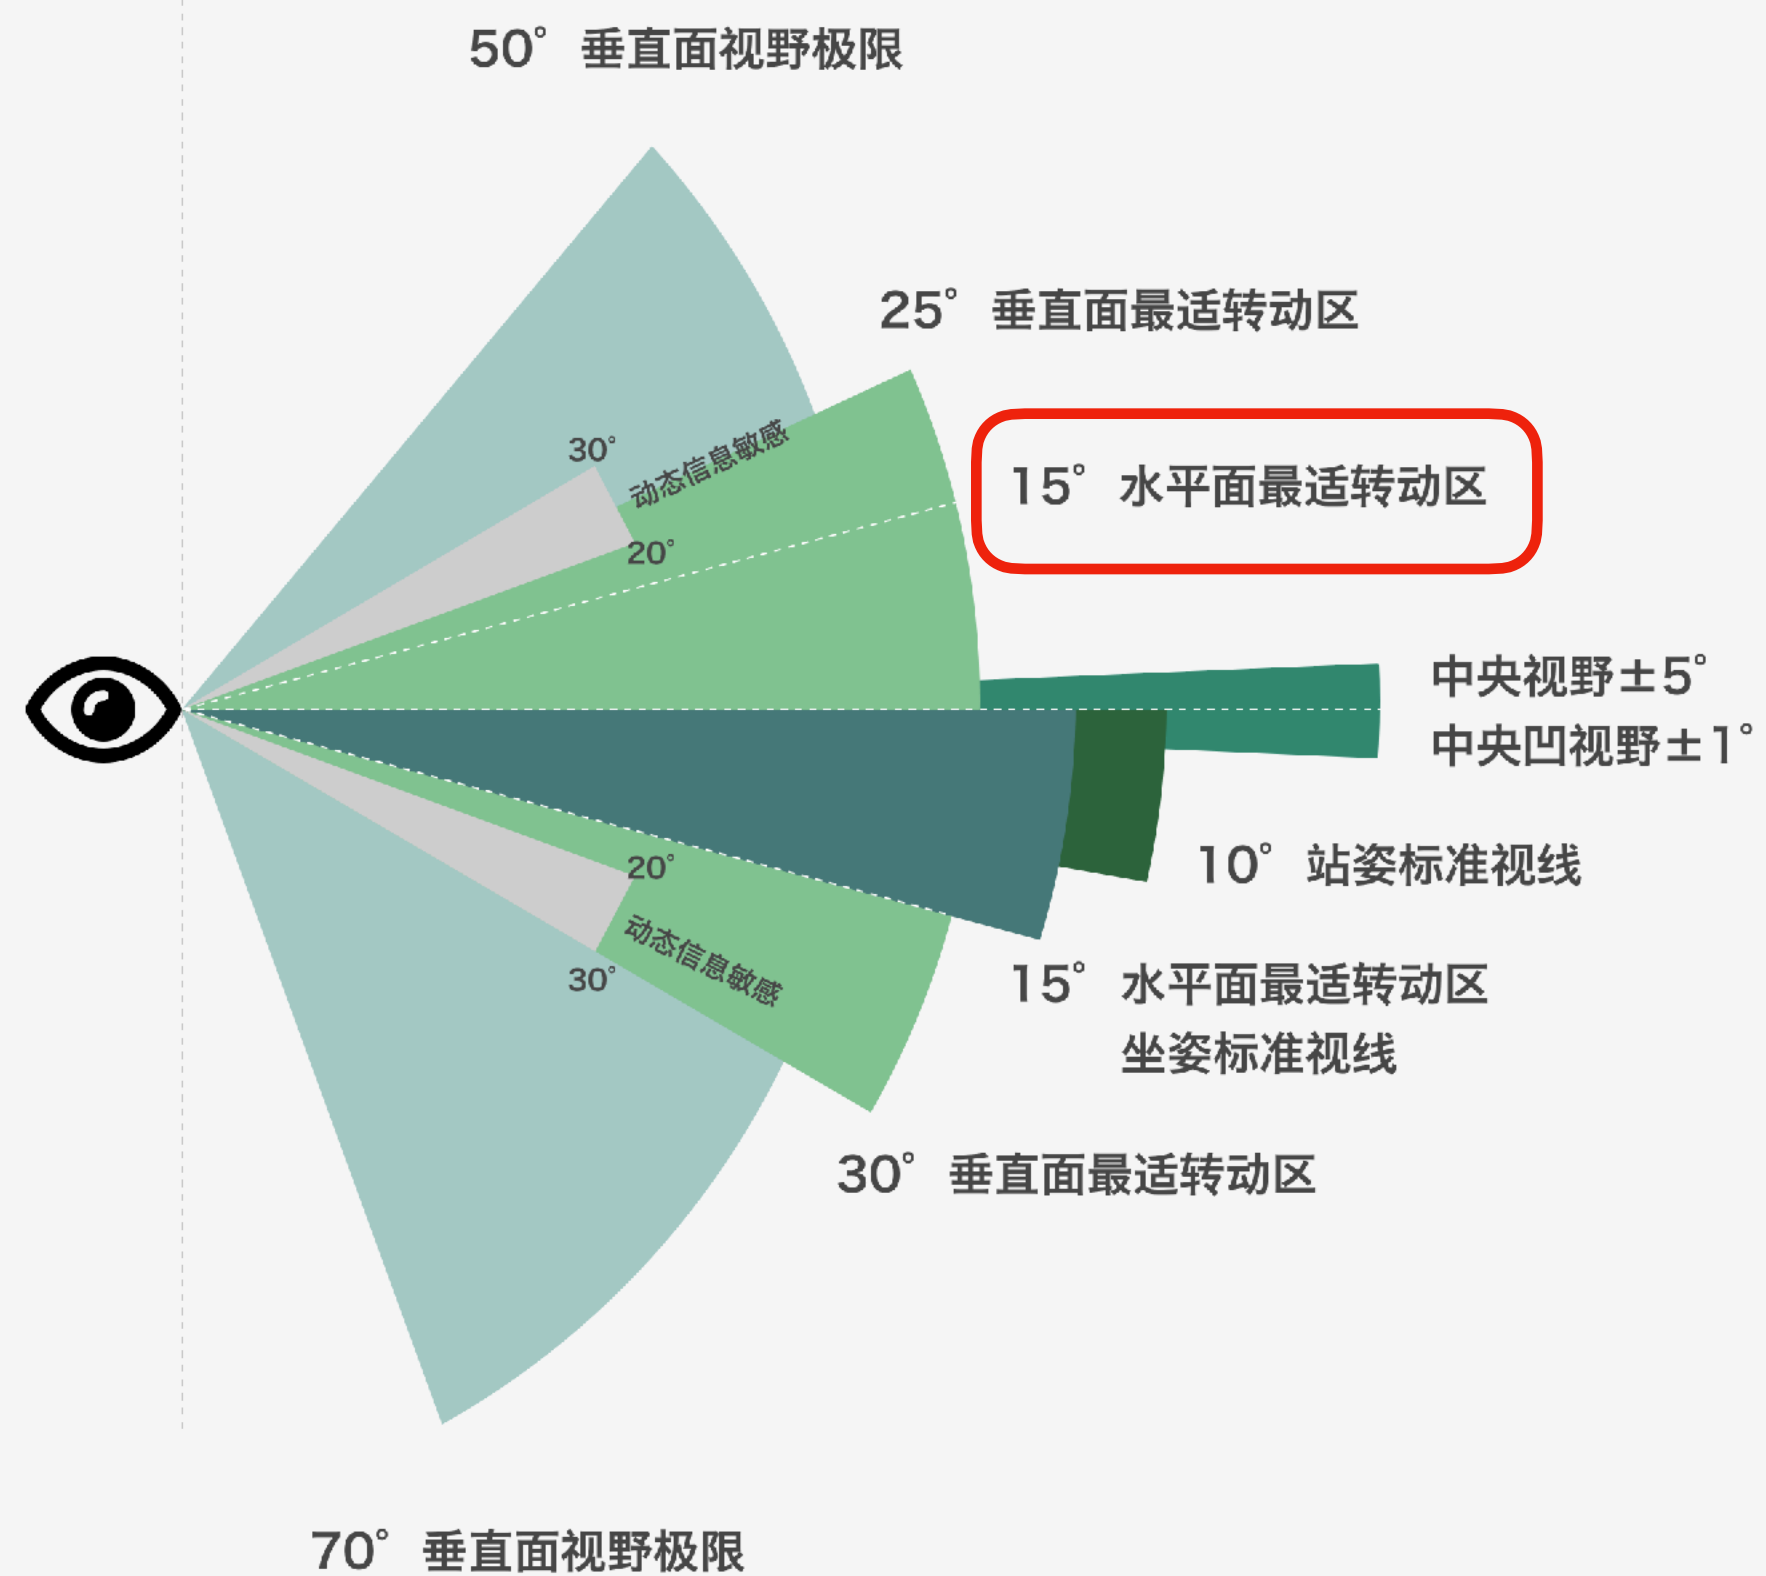 50° 垂直面视野极限
25° 垂直面最适转动区
动态信息敏感
30°
15° 水平面最适转动区
20°
中央视野±5°
中央凹视野±1°
20°
10° 站姿标准视线
动态信息敏感
30°
15° 水平面最适转动区
坐姿标准视线
30° 垂直面最适转动区
70° 垂直面视野极限